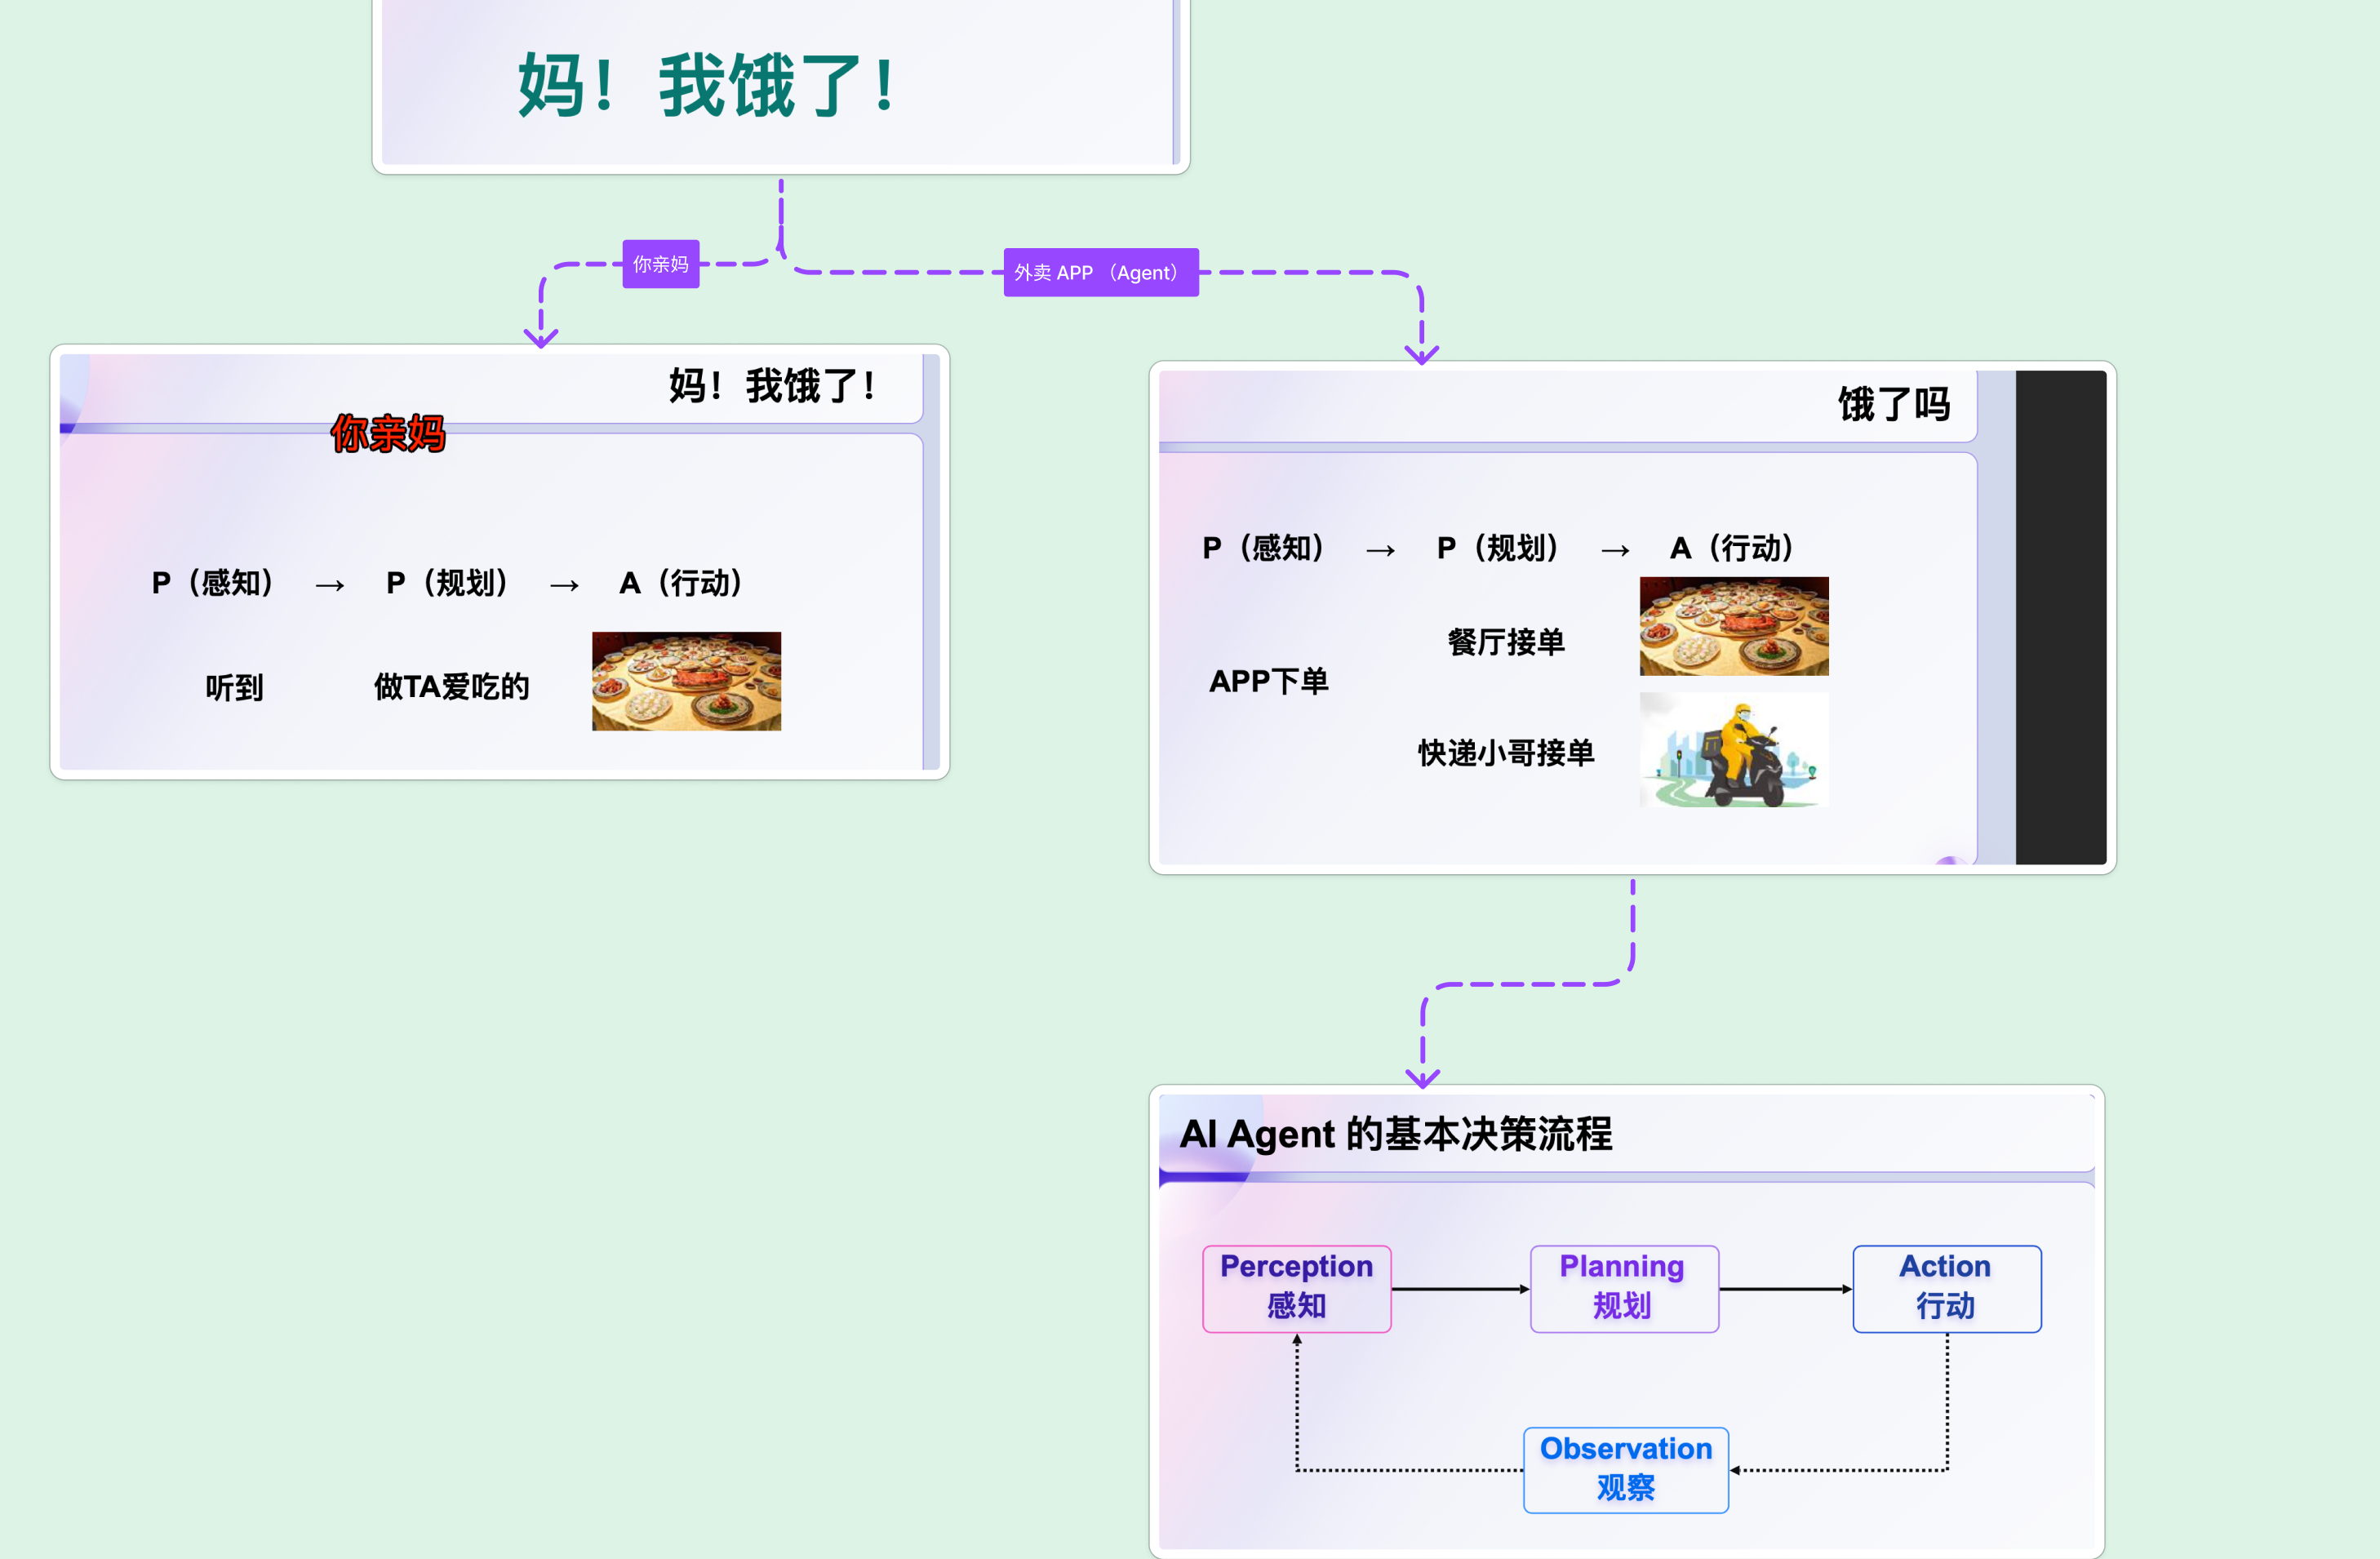 妈！我饿了！
你亲妈
外卖 APP （Agent）
妈！我饿了！
你亲妈
P（感知） → P（规划） → A（行动）
听到 做TA爱吃的
饿了吗
P（感知） → P（规划） → A（行动）
餐厅接单
APP下单
快递小哥接单
AI Agent 的基本决策流程
Perception
感知
Planning
规划
Action
行动
Observation
观察